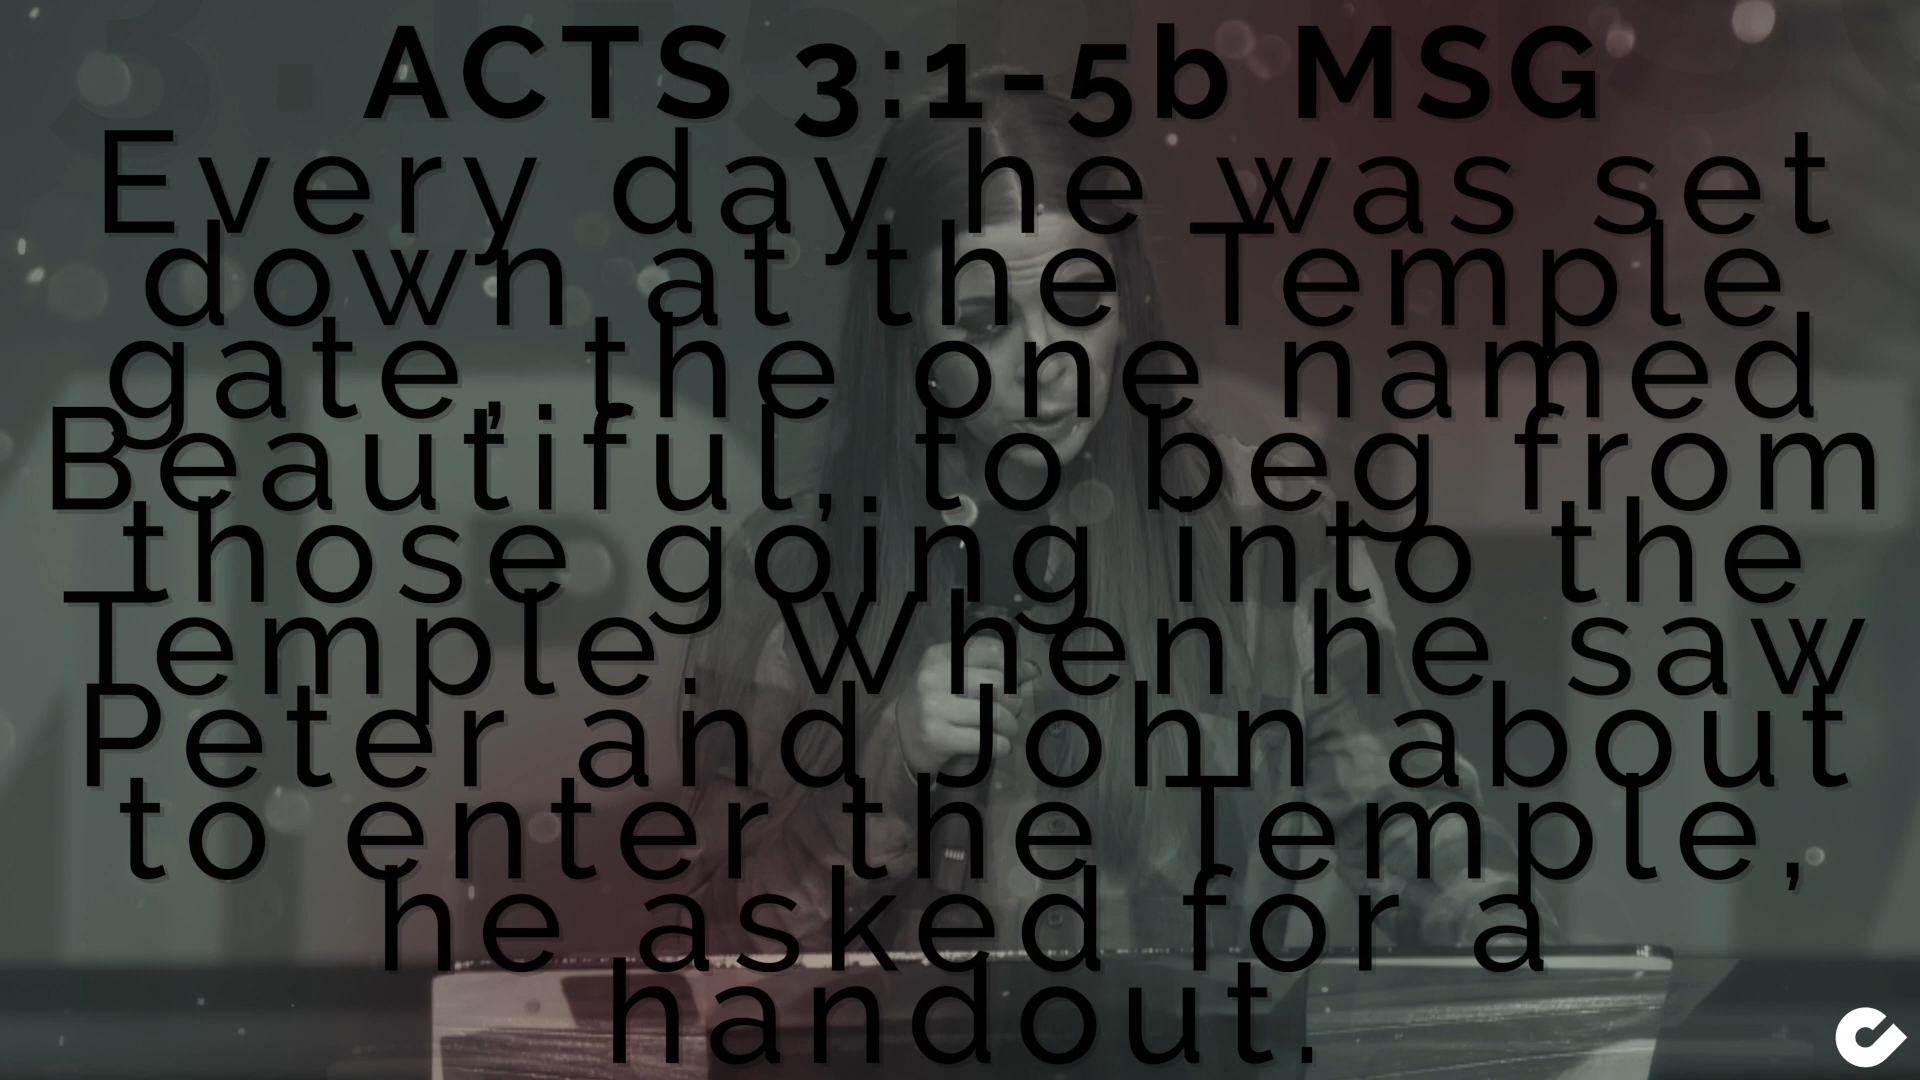 ACTS 3:1-5b MSG
Every day he was set
down at the Temple
gate, the one named
Beautiful, to beg from
those going into the
Temple. When he saw
Peter and John about
to enter the Temple,
he asked for a
handout.